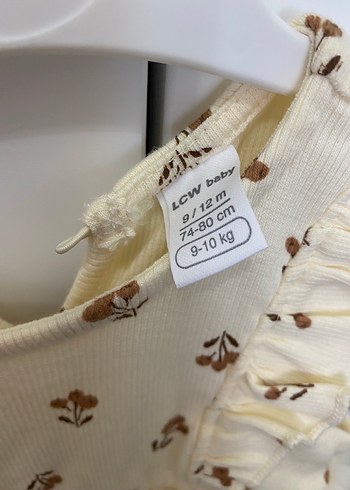 LCW baby
9 / 12 m
74-80 cm
9-10 kg